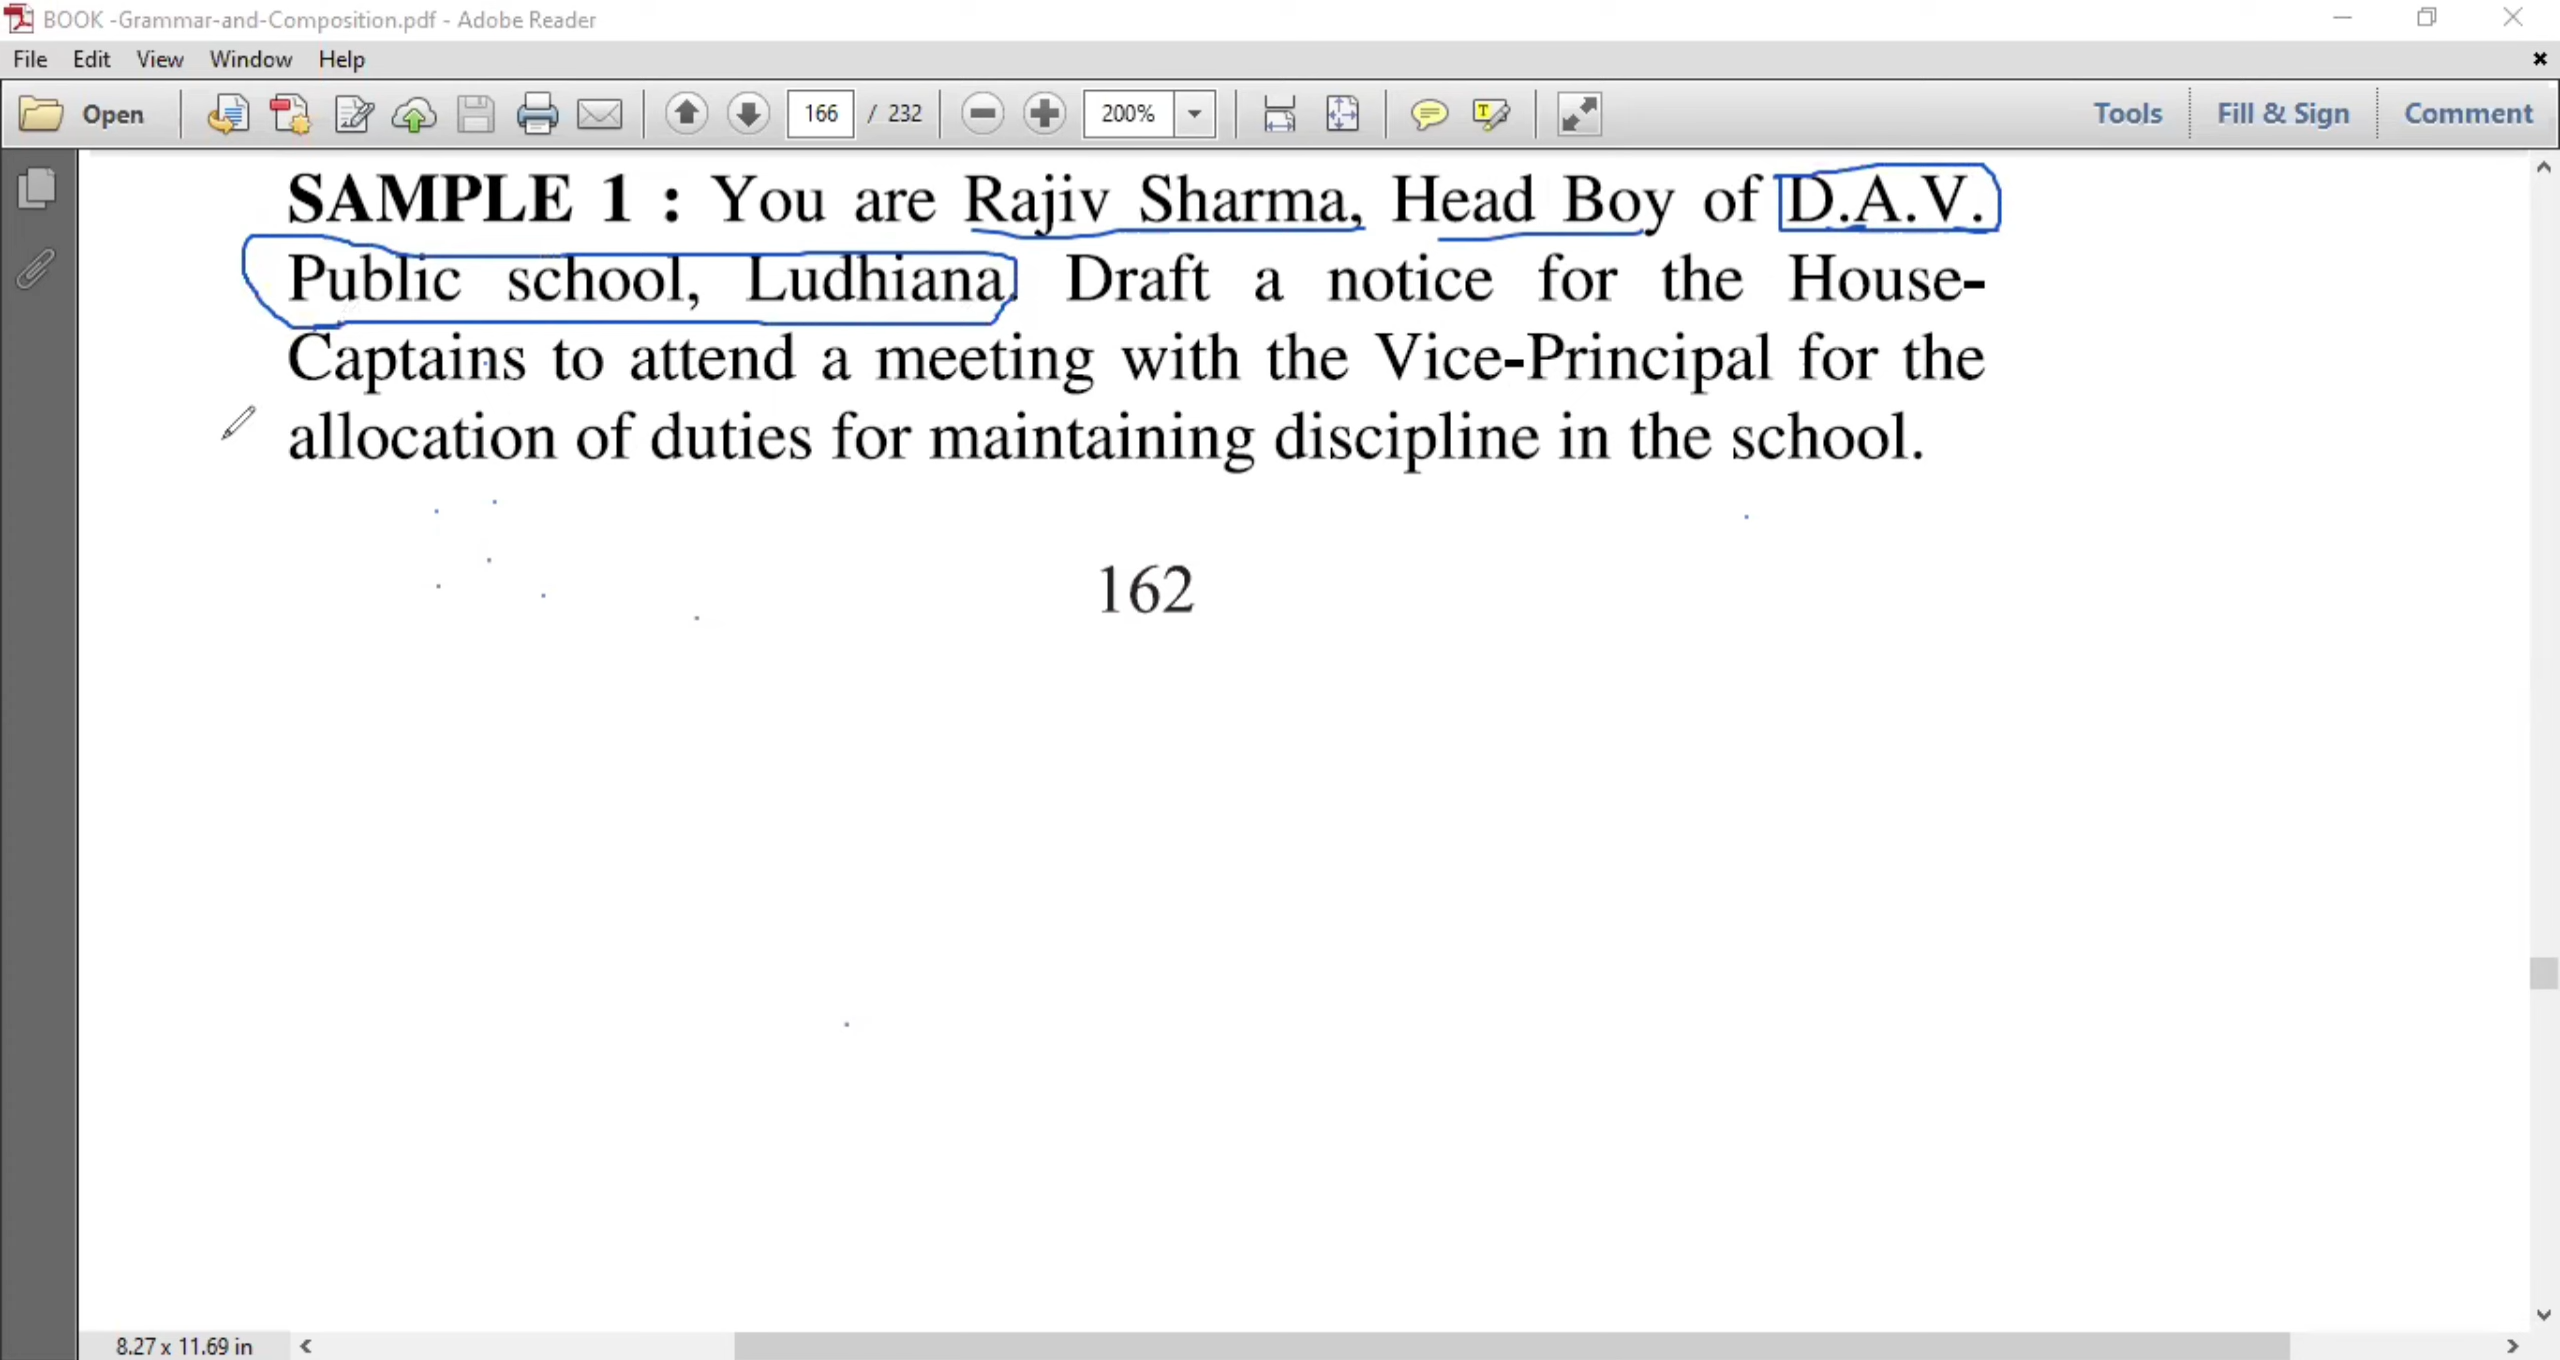 BOOK -Grammar-and-Composition.pdf - Adobe Reader
File Edit View Window Help
Open 166 / 232 200% Tools Fill & Sign Comment
SAMPLE 1 : You are Rajiv Sharma, Head Boy of D.A.V.
Public school, Ludhiana. Draft a notice for the House-
Captains to attend a meeting with the Vice-Principal for the
allocation of duties for maintaining discipline in the school.
162
8.27 x 11.69 in